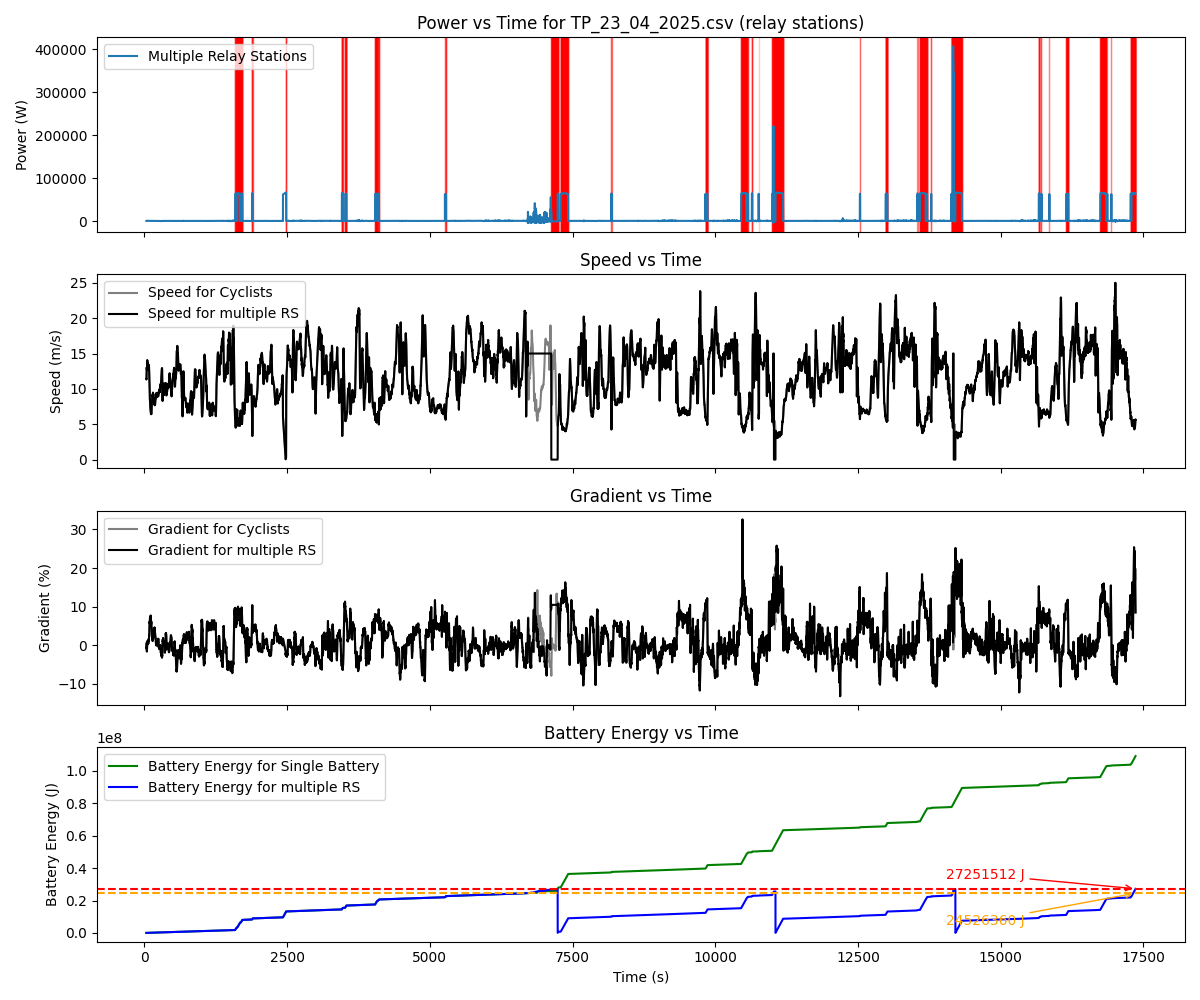 Power vs Time for TP_23_04_2025.csv (relay stations)
Power (W)
400000
300000
200000
100000
0
Multiple Relay Stations
Speed vs Time
Speed (m/s)
25
20
15
10
5
0
Speed for Cyclists
Speed for multiple RS
Gradient vs Time
Gradient (%)
30
20
10
0
−10
Gradient for Cyclists
Gradient for multiple RS
Battery Energy vs Time
1e8
Battery Energy (J)
1.0
0.8
0.6
0.4
0.2
0.0
Battery Energy for Single Battery
Battery Energy for multiple RS
27251512 J
24526360 J
0 2500 5000 7500 10000 12500 15000 17500
Time (s)